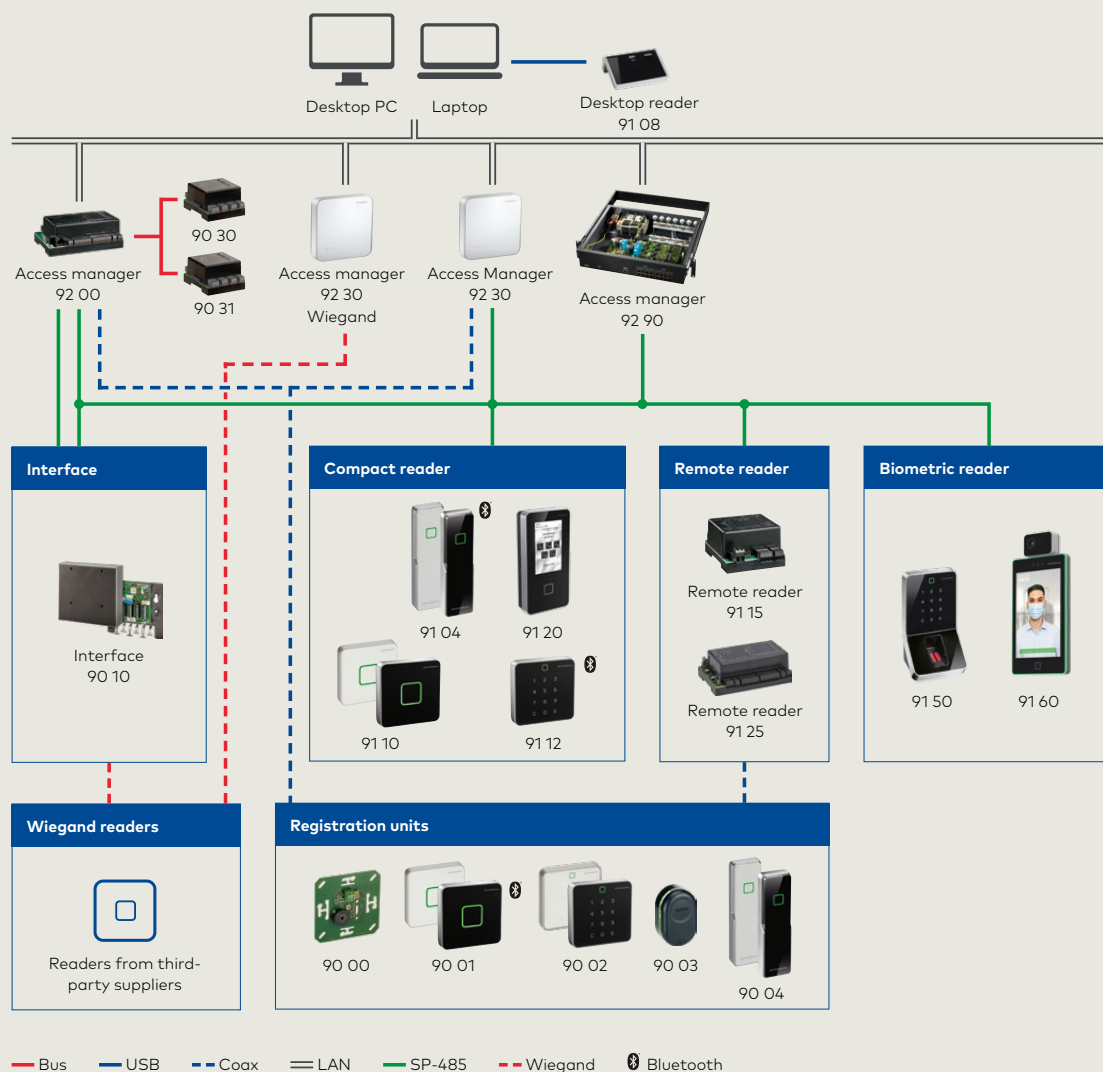 Desktop PC
Laptop
Desktop reader
91 08
90 30
90 31
Access manager
92 00
Access manager
92 30
Wiegand
Access Manager
92 30
Access manager
92 90
Interface
Interface
90 10
Compact reader
91 04
91 20
91 10
91 12
Remote reader
Remote reader
91 15
Remote reader
91 25
Biometric reader
91 50
91 60
Wiegand readers
Readers from third-
party suppliers
Registration units
90 00
90 01
90 02
90 03
90 04
Bus
USB
Coax
LAN
SP-485
Wiegand
Bluetooth